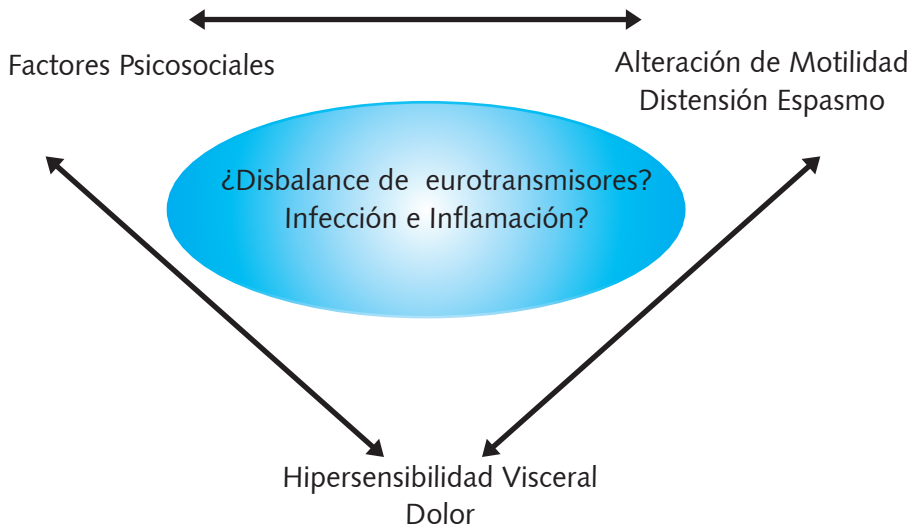 Factores Psicosociales
Alteración de Motilidad
Distensión Espasmo
¿Disbalance de eurotransmisores?
Infección e Inflamación?
Hipersensibilidad Visceral
Dolor